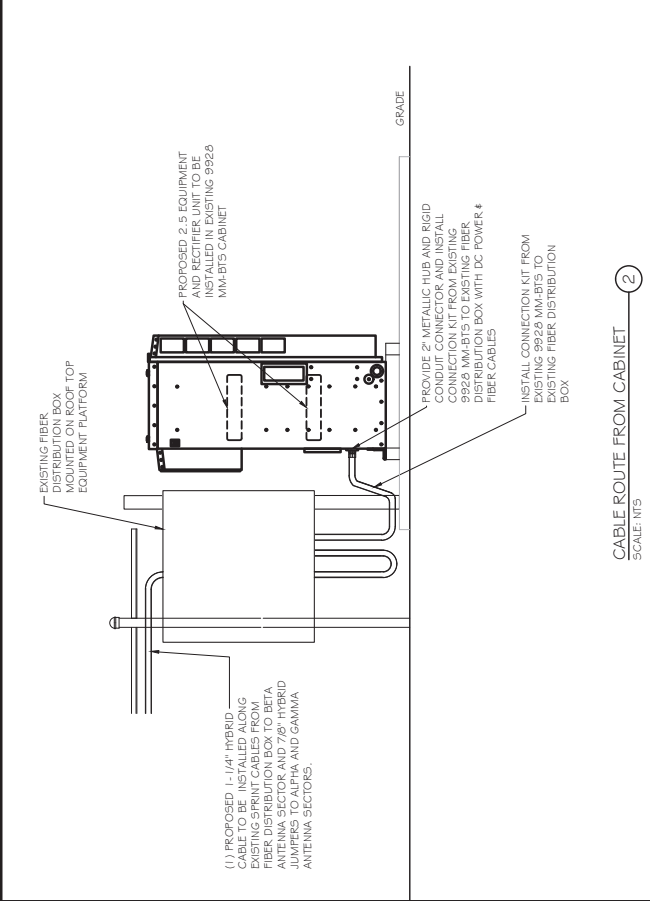 EXISTING FIBER
DISTRIBUTION BOX
MOUNTED ON ROOF TOP
EQUIPMENT PLATFORM
PROPOSED 2.5 EQUIPMENT
AND RECTIFIER UNIT TO BE
INSTALLED IN EXISTING 9928
MM-BTS CABINET
(1) PROPOSED 1-1/4" HYBRID
CABLE TO BE INSTALLED ALONG
EXISTING SPRINT CABLES FROM
FIBER DISTRIBUTION BOX TO BETA
ANTENNA SECTOR AND 7/8" HYBRID
JUMPERS TO ALPHA AND GAMMA
ANTENNA SECTORS.
GRADE
PROVIDE 2" METALLIC HUB AND RIGID
CONDUIT CONNECTOR AND INSTALL
CONNECTION KIT FROM EXISTING
9928 MM-BTS TO EXISTING FIBER
DISTRIBUTION BOX WITH DC POWER &
FIBER CABLES
INSTALL CONNECTION KIT FROM
EXISTING 9928 MM-BTS TO
EXISTING FIBER DISTRIBUTION
BOX
CABLE ROUTE FROM CABINET
2
SCALE: NTS